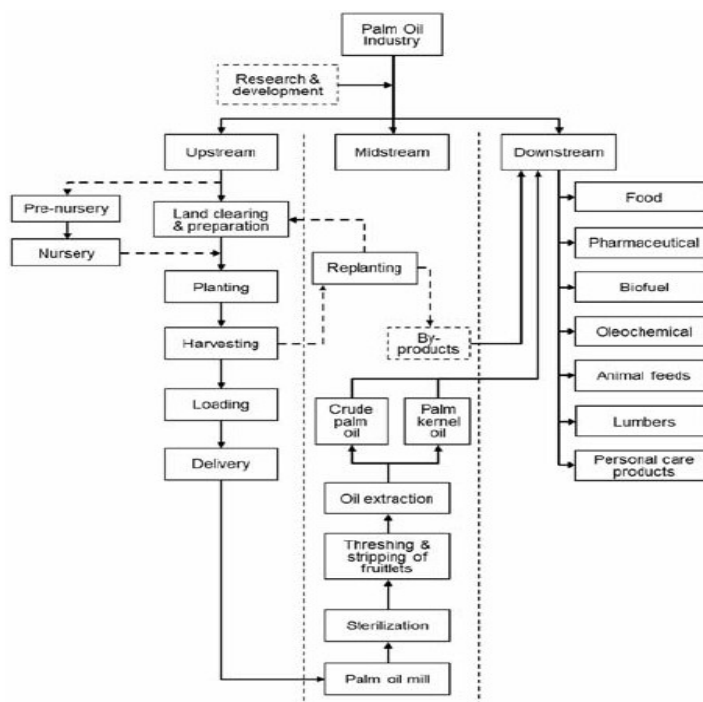 Palm Oil
Industry
Research &
development
Upstream
Midstream
Downstream
Pre-nursery
Land clearing
& preparation
Nursery
Planting
Harvesting
Loading
Delivery
Replanting
By-
products
Crude
palm
oil
Palm
kernel
oil
Oil extraction
Threshing &
stripping of
fruitlets
Sterilization
Palm oil mill
Food
Pharmaceutical
Biofuel
Oleochemical
Animal feeds
Lumbers
Personal care
products